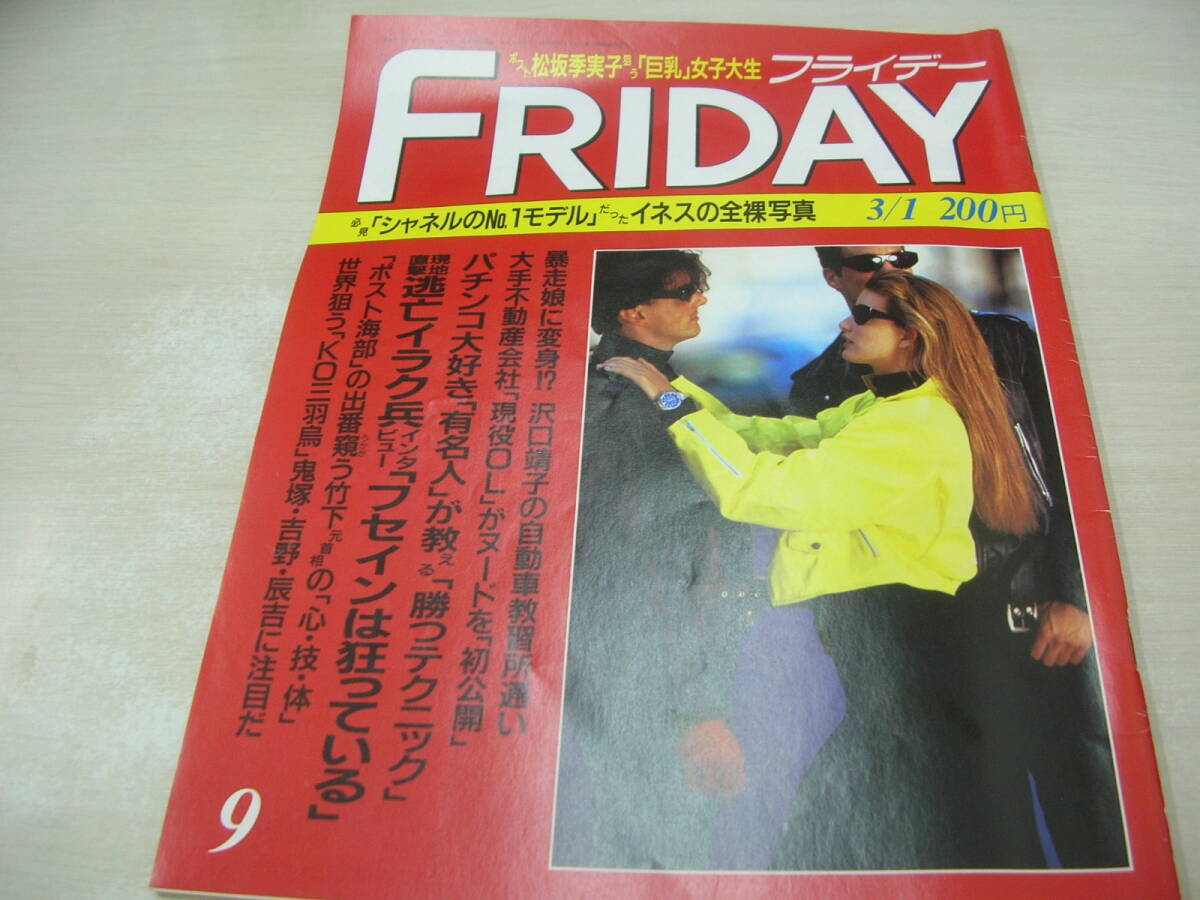 ポスト松坂季実子狙う「巨乳」女子大生 フライデー
FRIDAY
必見「シャネルのNo.1モデル」だったイネスの全裸写真 3/1 200円
暴走娘に変身!? 沢口靖子の自動車教習所通い
大手不動産会社「現役OL」がヌードを「初公開」
パチンコ大好き「有名人」が教える「勝つテクニック」
現地直撃 逃亡イラク兵インタビュー「フセインは狂っている」
「ポスト海部」の出番窺うかがう竹下元首相の「心・技・体」
世界狙う「KO三羽烏」鬼塚・吉野・辰吉に注目だ
9